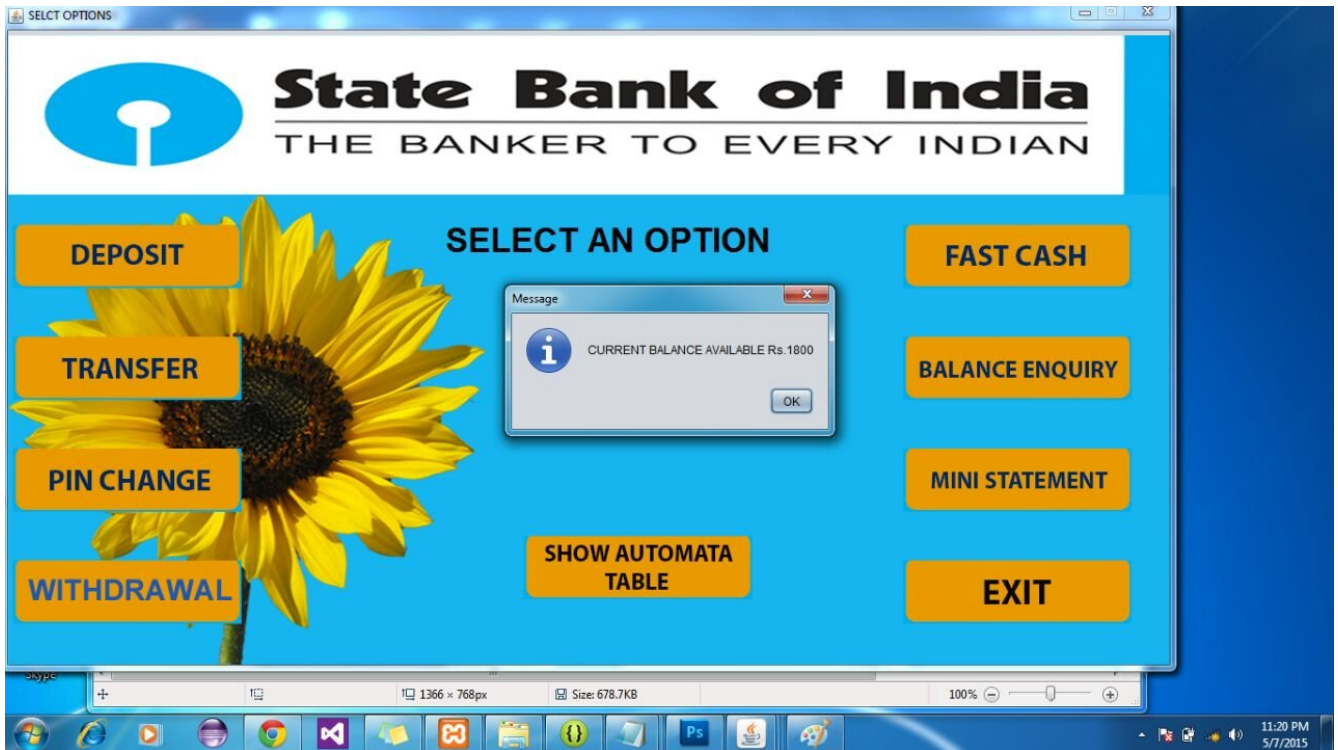 SELCT OPTIONS
State Bank of India
THE BANKER TO EVERY INDIAN
SELECT AN OPTION
DEPOSIT
FAST CASH
Message
CURRENT BALANCE AVAILABLE Rs.1800
OK
TRANSFER
BALANCE ENQUIRY
PIN CHANGE
MINI STATEMENT
SHOW AUTOMATA
TABLE
WITHDRAWAL
EXIT
Skype
1366 × 768px
Size: 678.7KB
100%
Ps
11:20 PM
5/7/2015